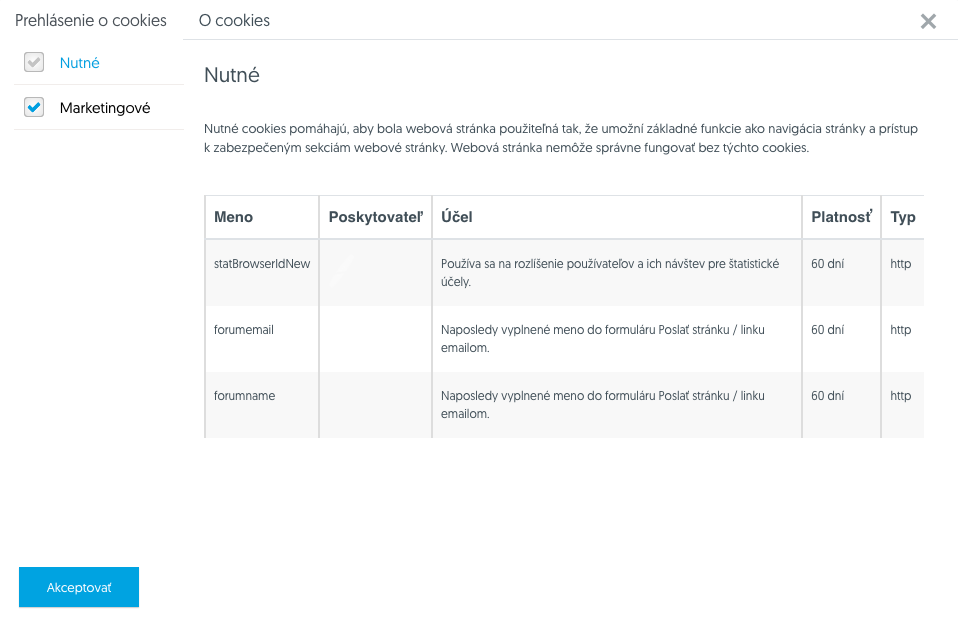 Prehlásenie o cookies
O cookies
Nutné
Marketingové
Nutné
Nutné cookies pomáhajú, aby bola webová stránka použiteľná tak, že umožní základné funkcie ako navigácia stránky a prístup
k zabezpečeným sekciám webové stránky. Webová stránka nemôže správne fungovať bez týchto cookies.
Meno Poskytovateľ Účel Platnosť Typ
statBrowserIdNew Používa sa na rozlíšenie používateľov a ich návštev pre štatistické 60 dní http
účely.
forumemail Naposledy vyplnené meno do formuláru Poslať stránku / linku 60 dní http
emailom.
forumname Naposledy vyplnené meno do formuláru Poslať stránku / linku 60 dní http
emailom.
Akceptovať